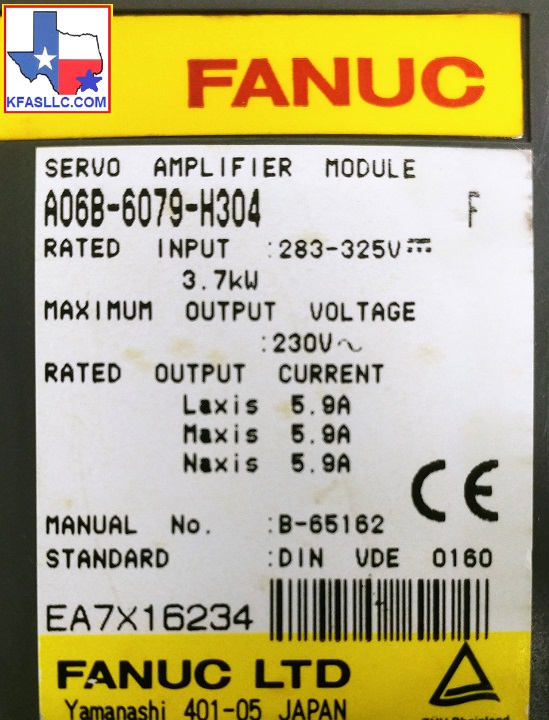 KFASLLC.COM
FANUC
SERVO AMPLIFIER MODULE
A06B-6079-H304 F
RATED INPUT :283-325V⎓
3.7kW
MAXIMUM OUTPUT VOLTAGE
:230V～
RATED OUTPUT CURRENT
Laxis 5.9A
Maxis 5.9A
Naxis 5.9A
CE
MANUAL No. :B-65162
STANDARD :DIN VDE 0160
EA7X16234
FANUC LTD
Yamanashi 401-05 JAPAN